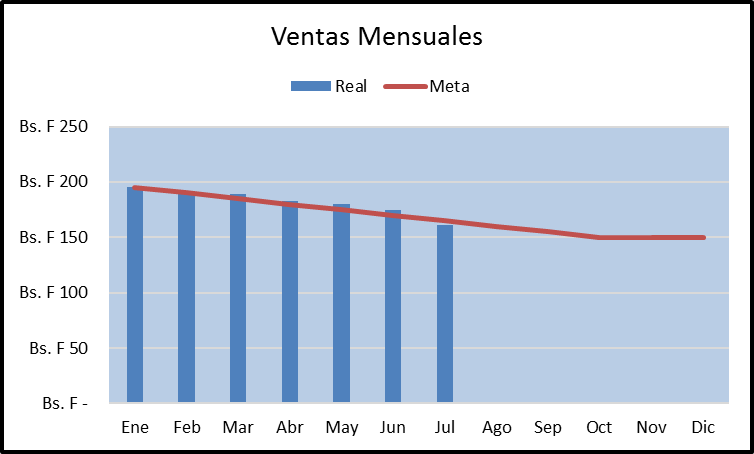 Ventas Mensuales
Real Meta
Bs. F 250
Bs. F 200
Bs. F 150
Bs. F 100
Bs. F 50
Bs. F -
Ene Feb Mar Abr May Jun Jul Ago Sep Oct Nov Dic